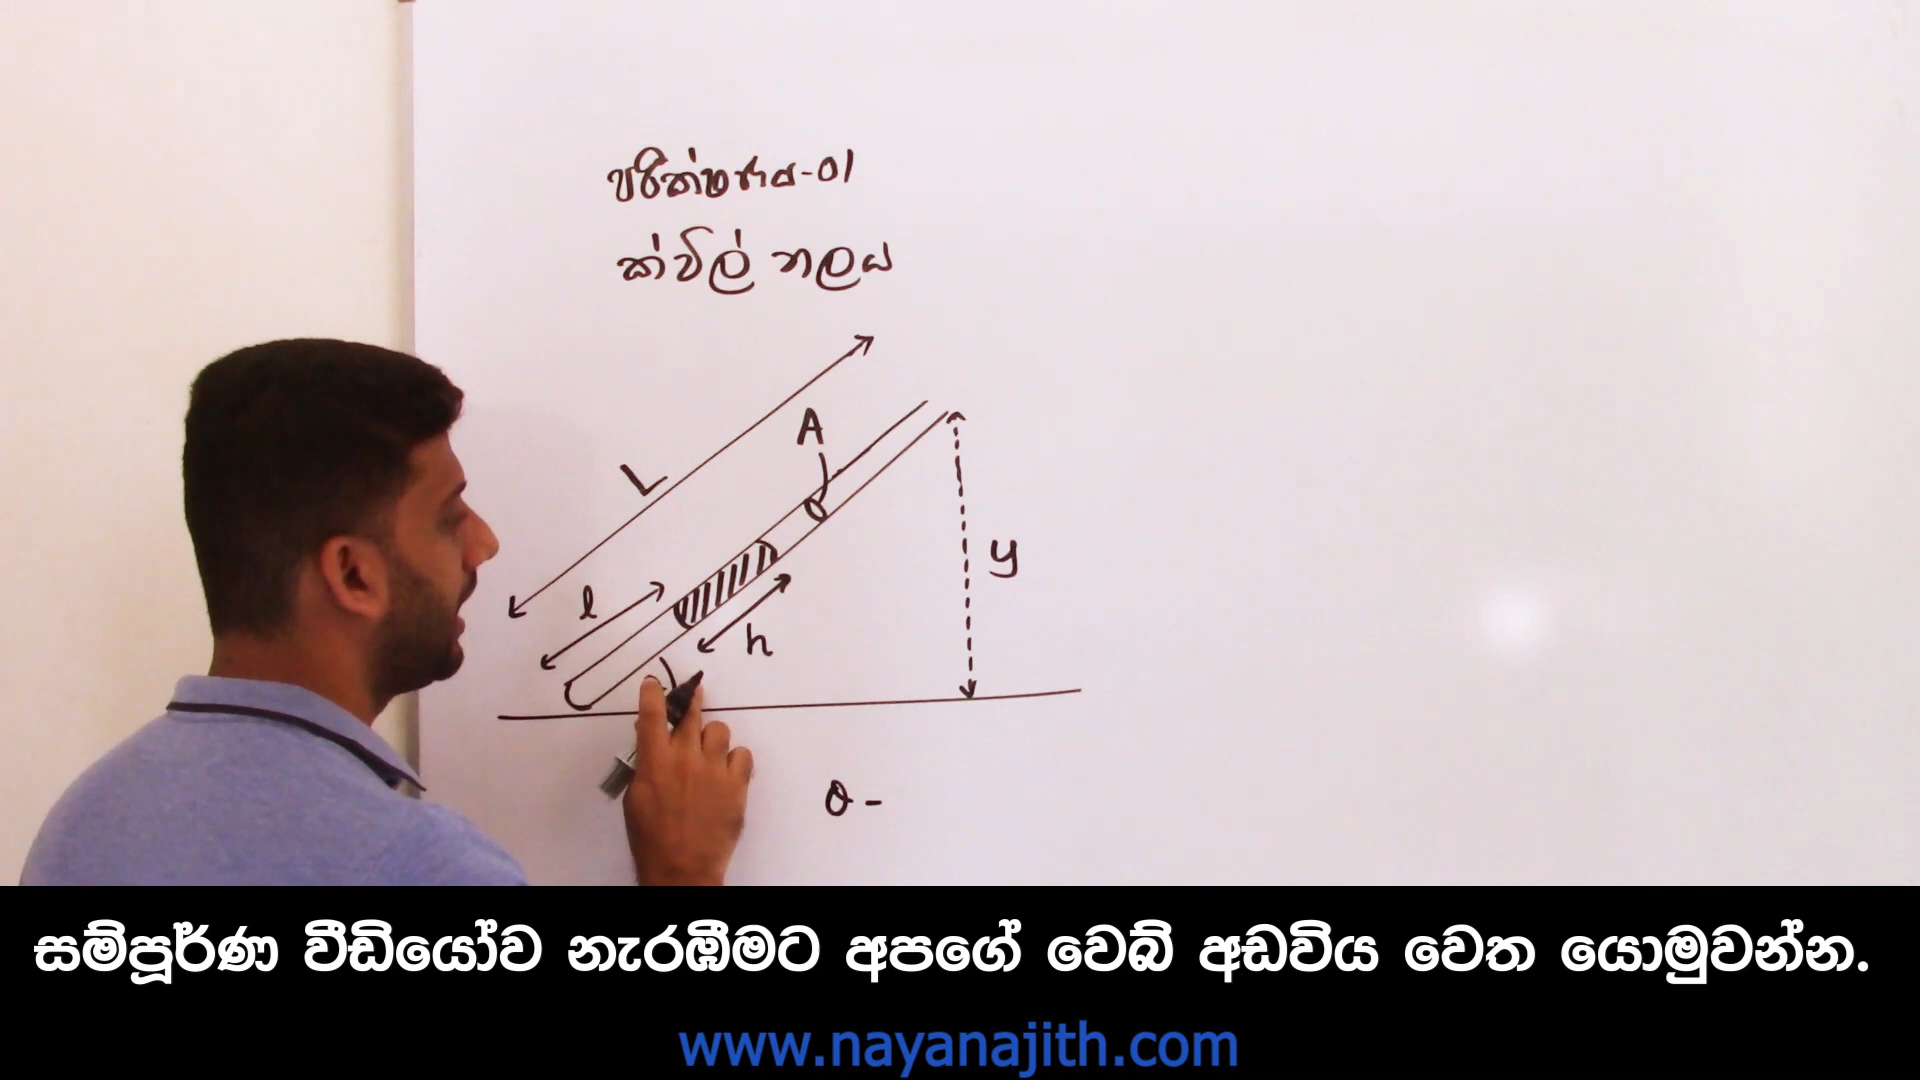 පරීක්ෂණය-01
ක්විල් නලය
L
A
l
h
y
θ -
සම්පූර්ණ වීඩියෝව නැරඹීමට අපගේ වෙබ් අඩවිය වෙත යොමුවන්න.
www.nayanajith.com